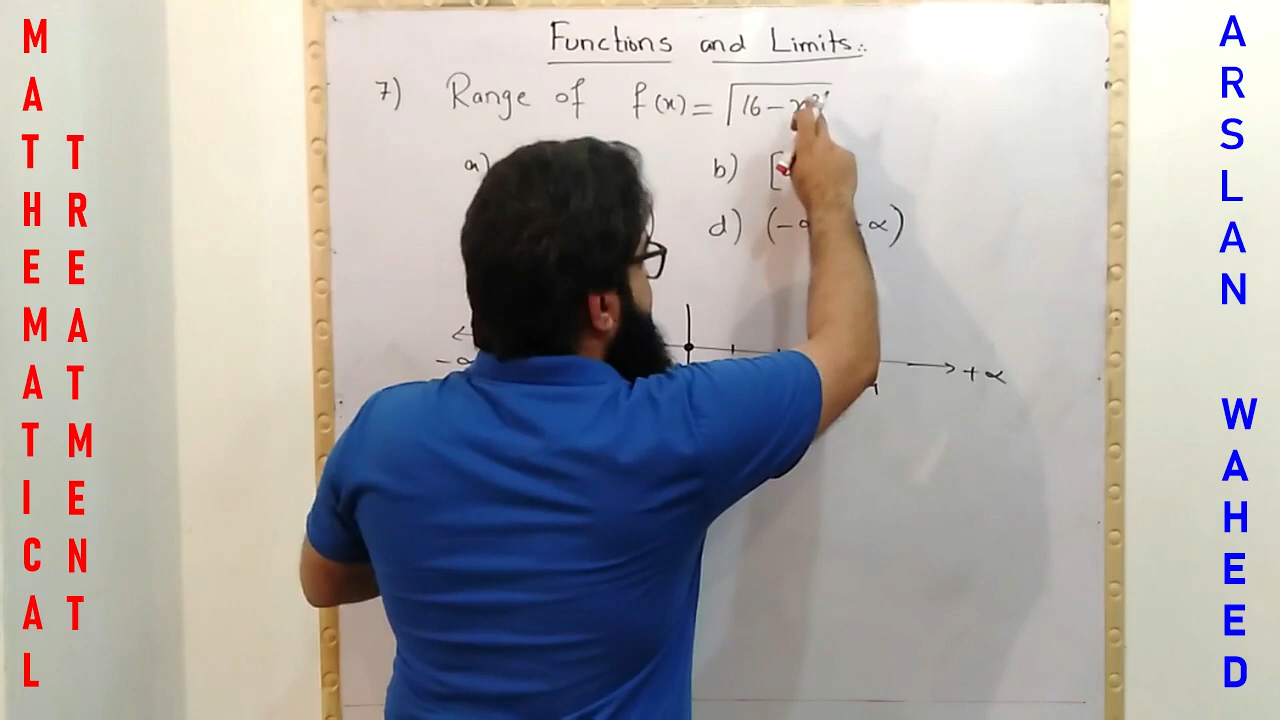 MATHEMATICAL
TREATMENT
Functions and Limits:.
7) Range of f(x) = √16-x²
a) b) [
d) (-∝ ∝)
-∝ +∝
ARSLAN WAHEED